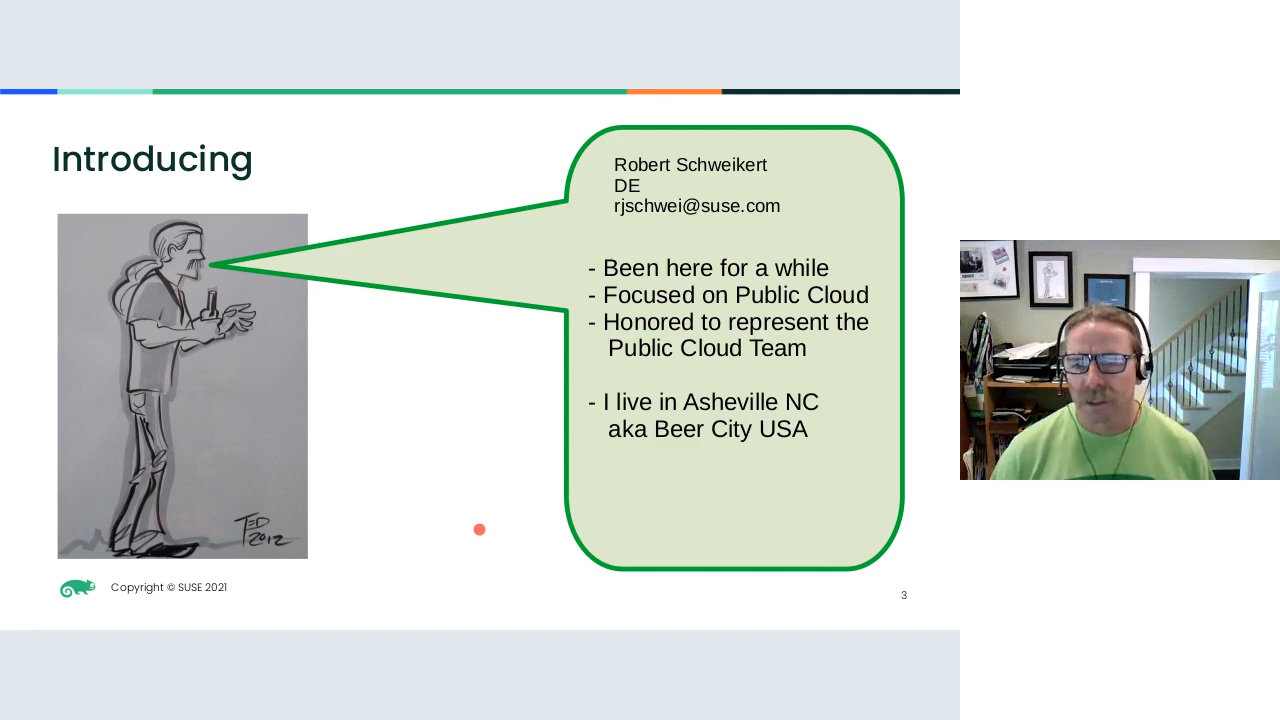 Introducing
Robert Schweikert
DE
rjschwei@suse.com
- Been here for a while
- Focused on Public Cloud
- Honored to represent the
Public Cloud Team
- I live in Asheville NC
aka Beer City USA
TED
2012
Copyright © SUSE 2021
3